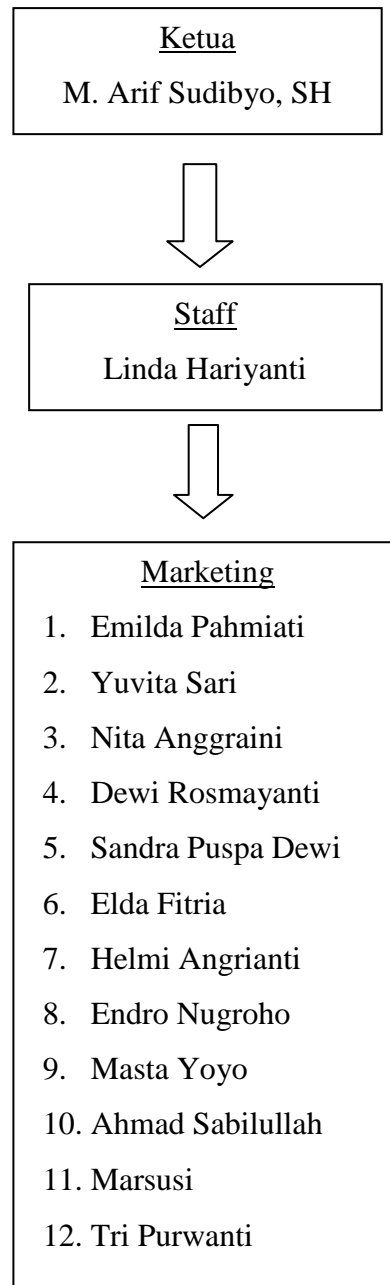 Ketua
M. Arif Sudibyo, SH
Staff
Linda Hariyanti
Marketing
1. Emilda Pahmiati
2. Yuvita Sari
3. Nita Anggraini
4. Dewi Rosmayanti
5. Sandra Puspa Dewi
6. Elda Fitria
7. Helmi Angrianti
8. Endro Nugroho
9. Masta Yoyo
10. Ahmad Sabilullah
11. Marsusi
12. Tri Purwanti